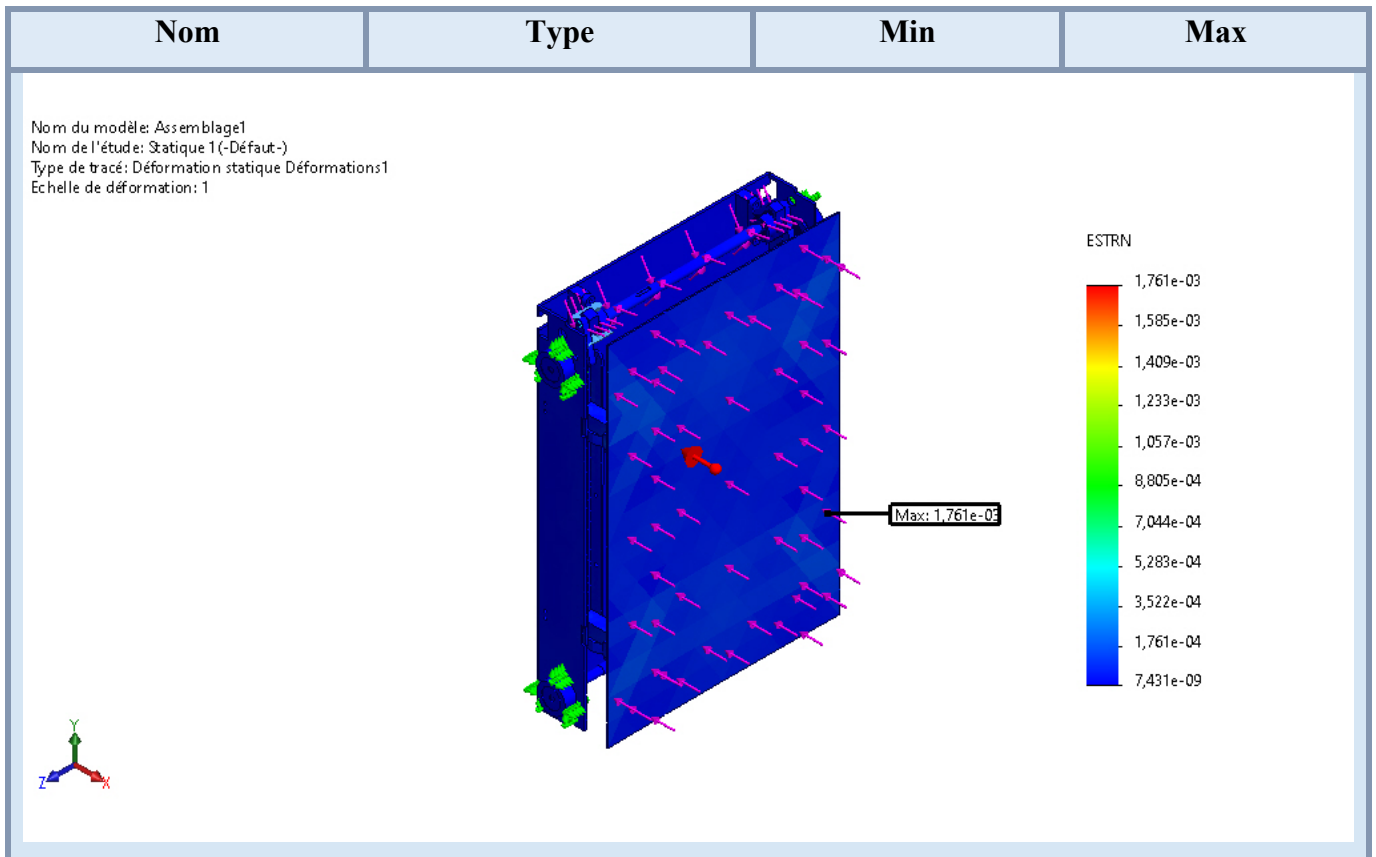 Nom Type Min Max
Nom du modèle: Assemblage1
Nom de l'étude: Statique 1(-Défaut-)
Type de tracé: Déformation statique Déformations1
Echelle de déformation: 1
ESTRN
1,761e-03
1,585e-03
1,409e-03
1,233e-03
1,057e-03
8,805e-04
7,044e-04
5,283e-04
3,522e-04
1,761e-04
7,431e-09
Max: 1,761e-03
Y
Z
X